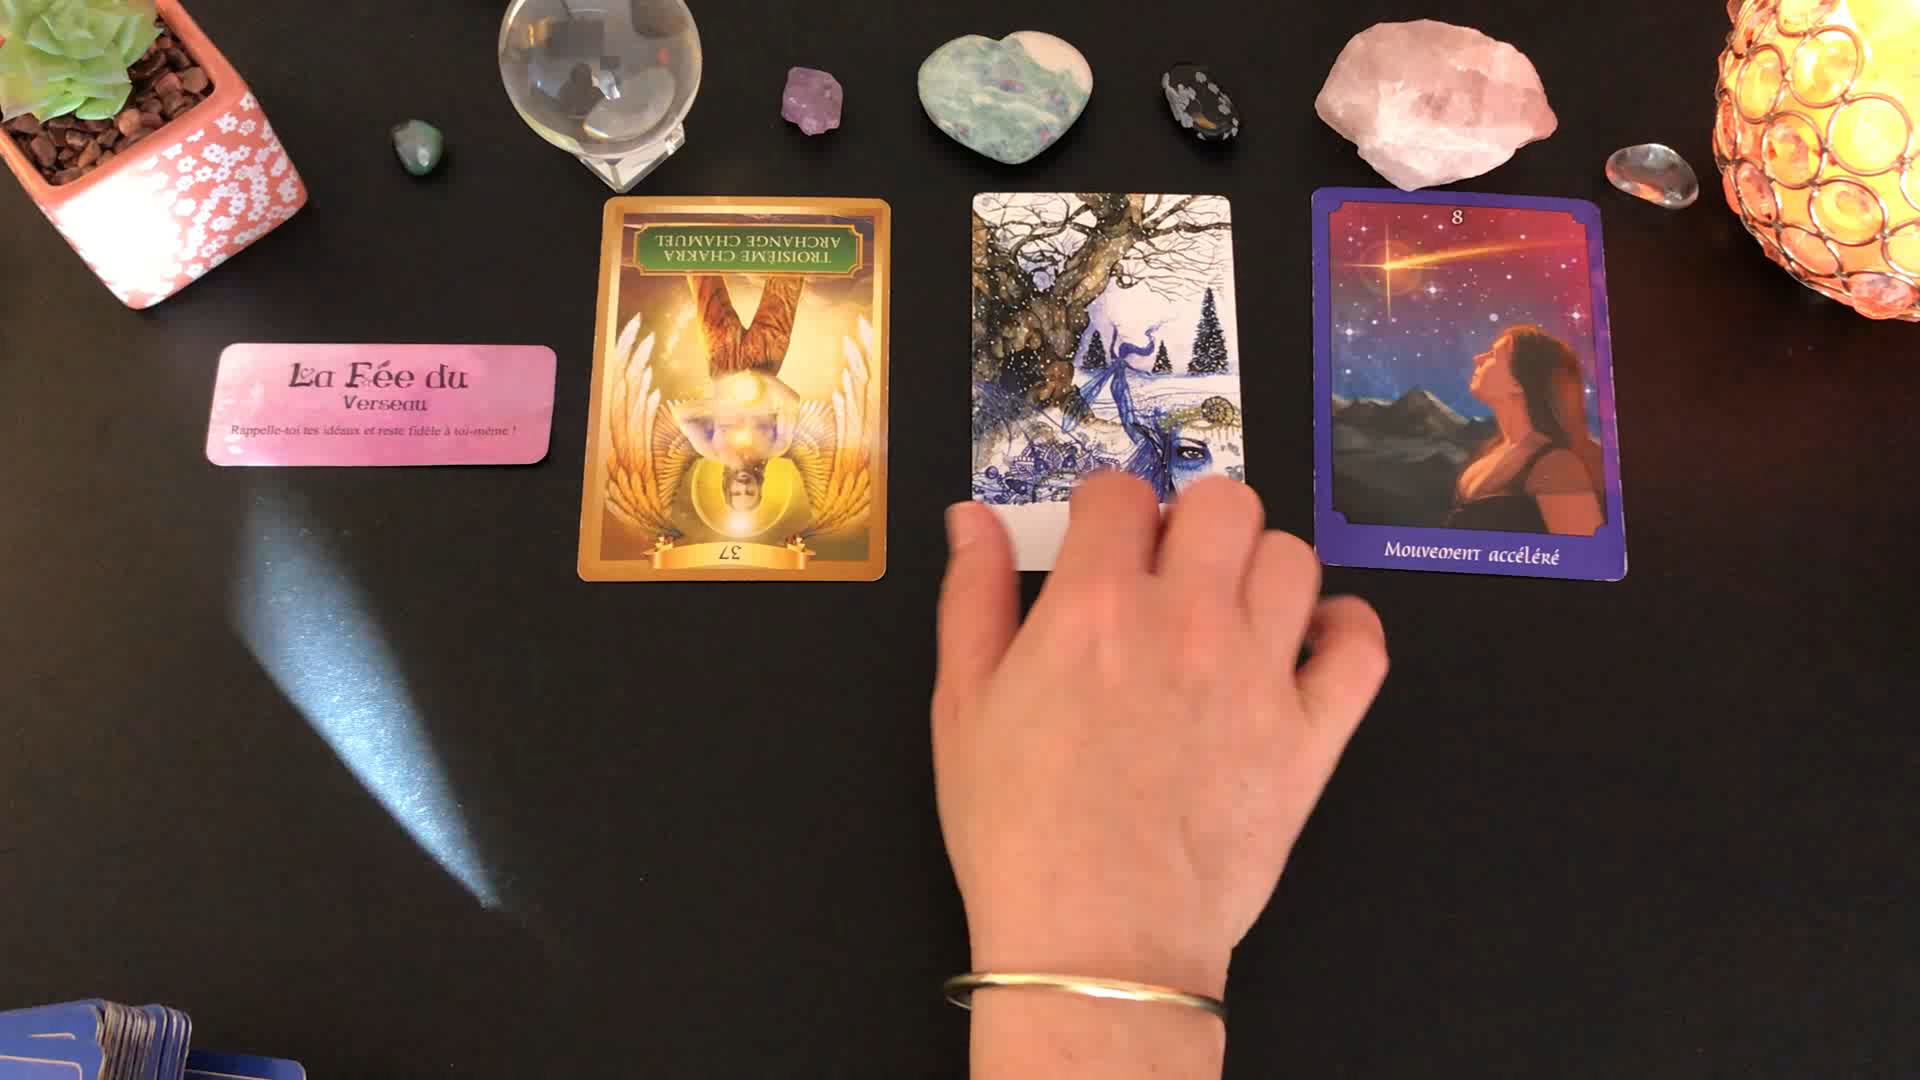 La Fée du
Verseau
Rappelle-toi tes idéaux et reste fidèle à toi-même !
TROISIÈME CHAKRA
ARCHANGE CHAMUEL
37
8
Mouvement accéléré